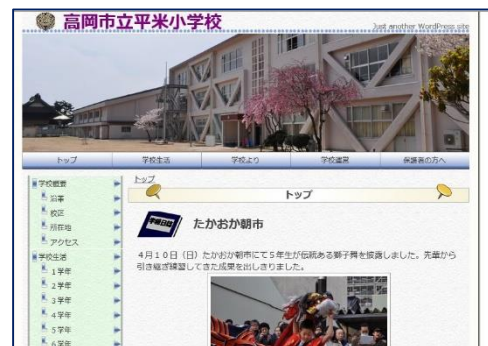 高岡市立平米小学校
Just another WordPress site
トップ
学校生活
学校より
学校運営
保護者の方へ
学校概要
沿革
校区
所在地
アクセス
学校生活
1学年
2学年
3学年
4学年
5学年
6学年
トップ
トップ
学校日誌
たかおか朝市
4月10日(日)たかおか朝市にて5年生が伝統ある獅子舞を披露しました。先輩から
引き継ぎ練習してきた成果を出しきりました。